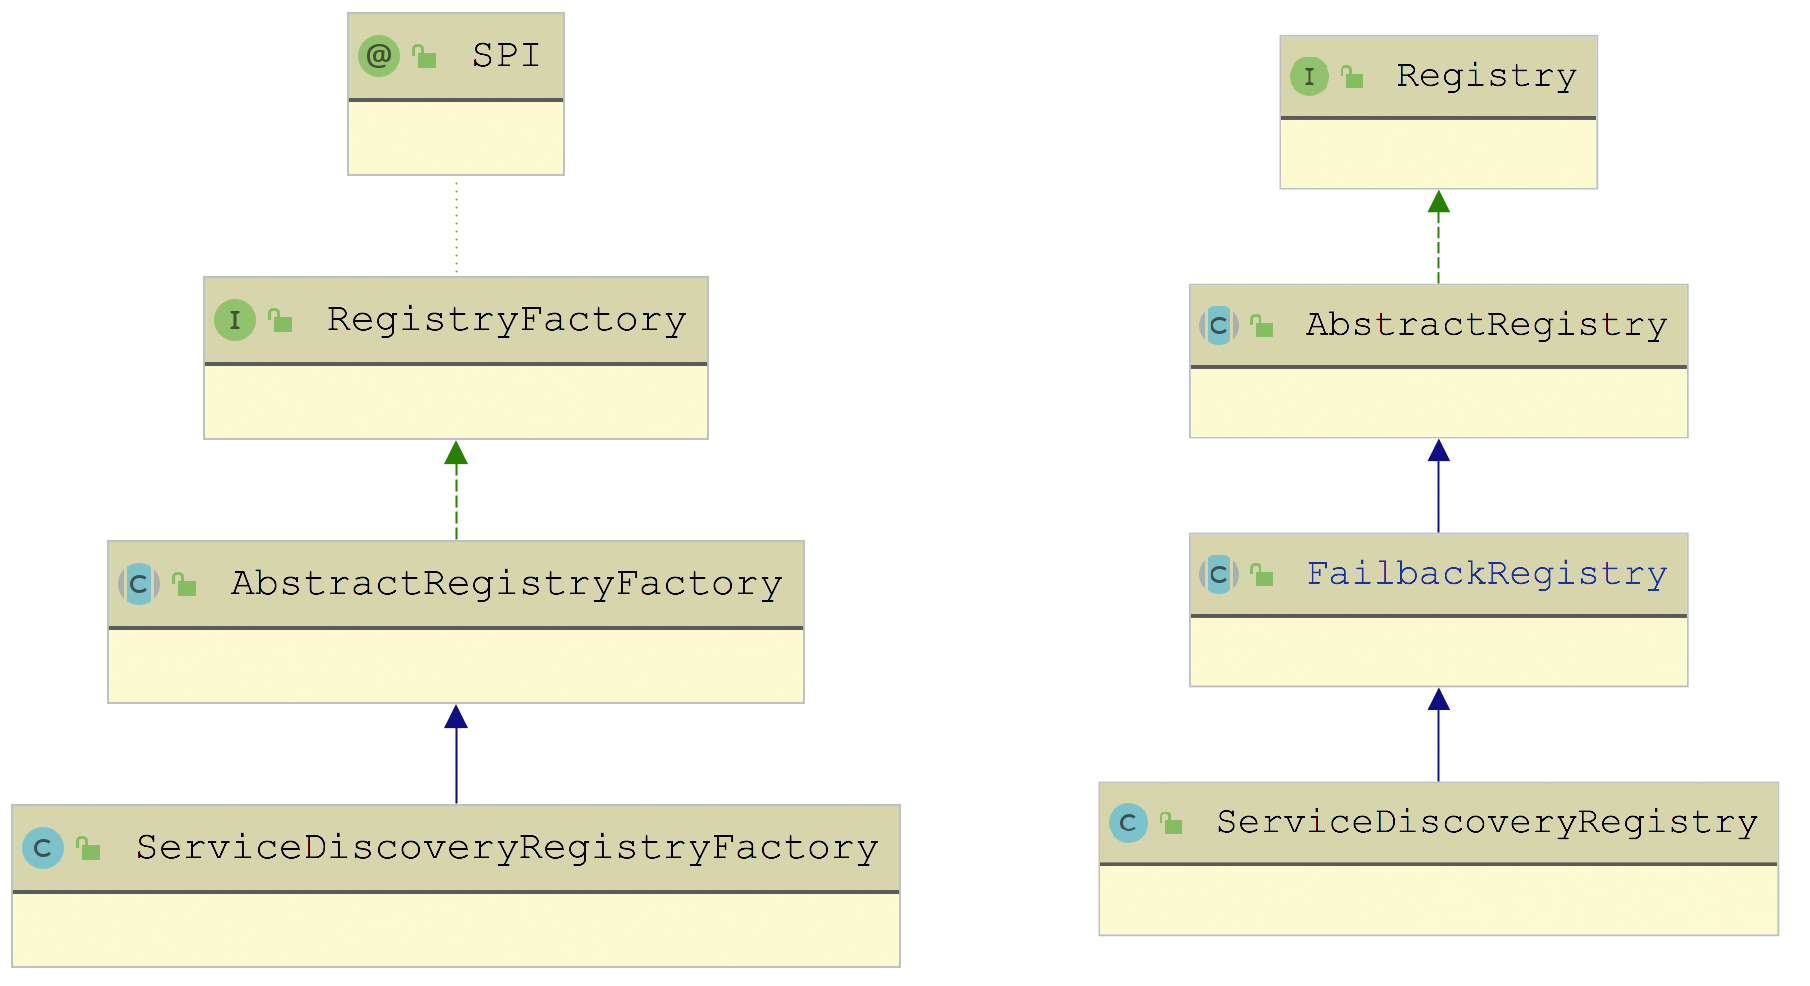 @ SPI
I RegistryFactory
C AbstractRegistryFactory
C ServiceDiscoveryRegistryFactory
I Registry
C AbstractRegistry
C FailbackRegistry
C ServiceDiscoveryRegistry